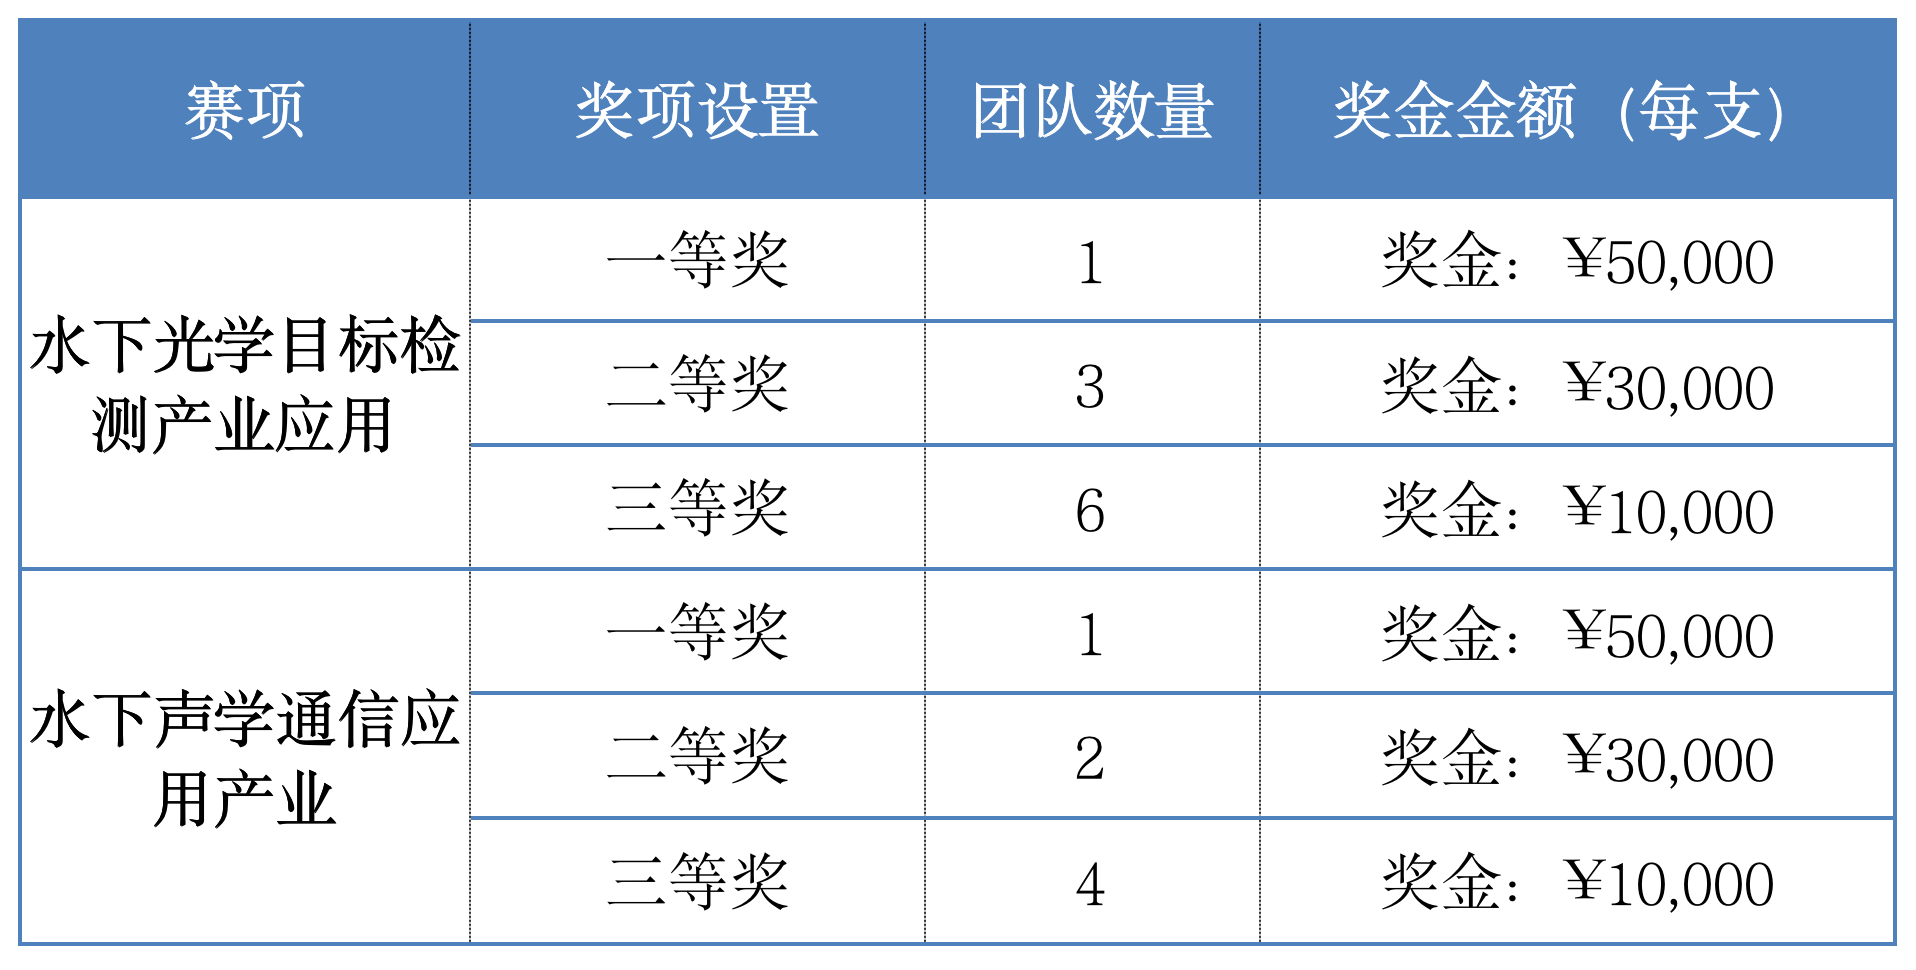 赛项 奖项设置 团队数量 奖金金额（每支）
水下光学目标检
测产业应用
一等奖 1 奖金：¥50,000
二等奖 3 奖金：¥30,000
三等奖 6 奖金：¥10,000
水下声学通信应
用产业
一等奖 1 奖金：¥50,000
二等奖 2 奖金：¥30,000
三等奖 4 奖金：¥10,000